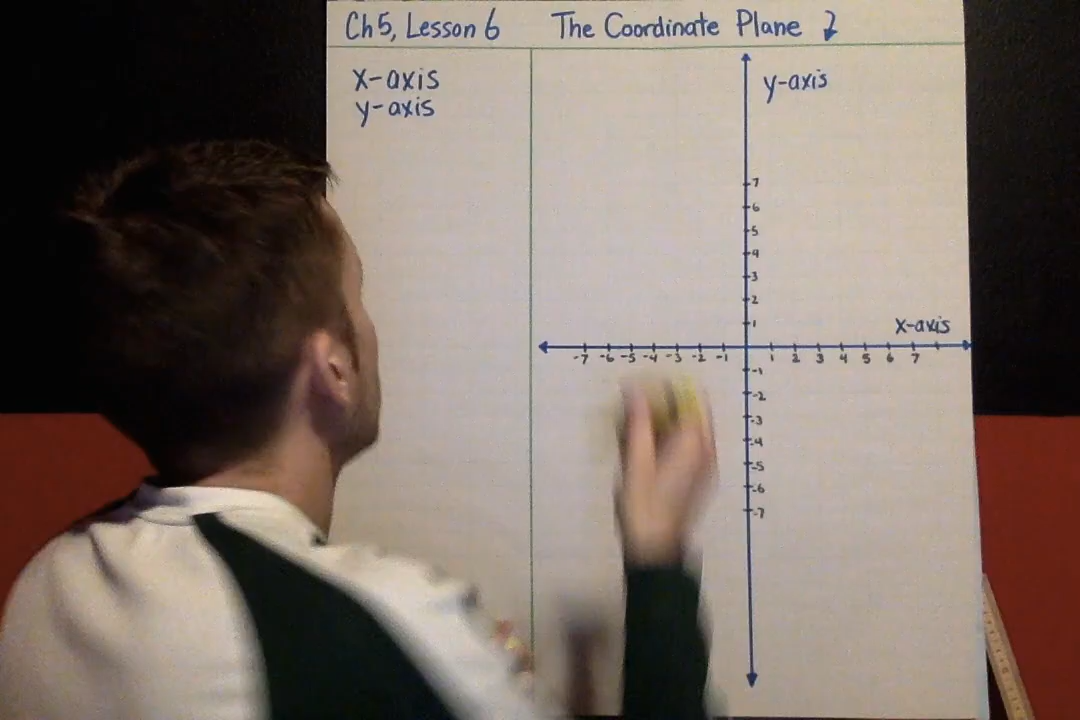 Ch 5, Lesson 6 The Coordinate Plane
x-axis
y-axis
y-axis
7
6
5
4
3
2
1
x-axis
-7 -6 -5 -4 -3 -2 -1 1 2 3 4 5 6 7
-1
-2
-3
-4
-5
-6
-7